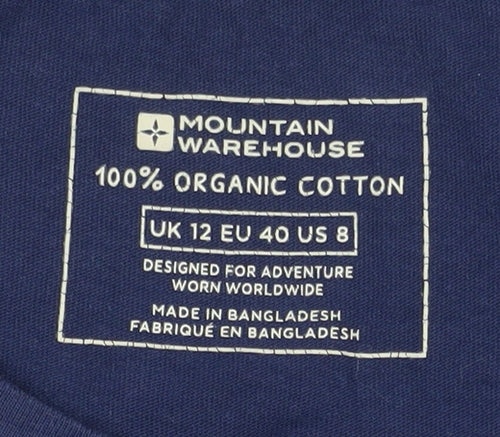 MOUNTAIN
WAREHOUSE
100% ORGANIC COTTON
UK 12 EU 40 US 8
DESIGNED FOR ADVENTURE
WORN WORLDWIDE
MADE IN BANGLADESH
FABRIQUÉ EN BANGLADESH